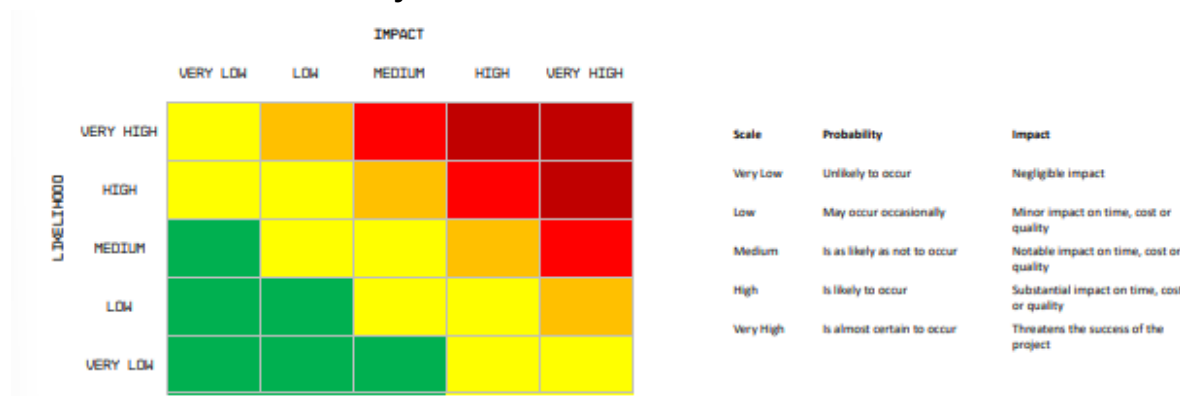 IMPACT
VERY LOW LOW MEDIUM HIGH VERY HIGH
VERY HIGH
HIGH
LIKELIHOOD
MEDIUM
LOW
VERY LOW
Scale Probability Impact
Very Low Unlikely to occur Negligible impact
Low May occur occasionally Minor impact on time, cost or
quality
Medium Is as likely as not to occur Notable impact on time, cost or
quality
High Is likely to occur Substantial impact on time, cost
or quality
Very High Is almost certain to occur Threatens the success of the
project